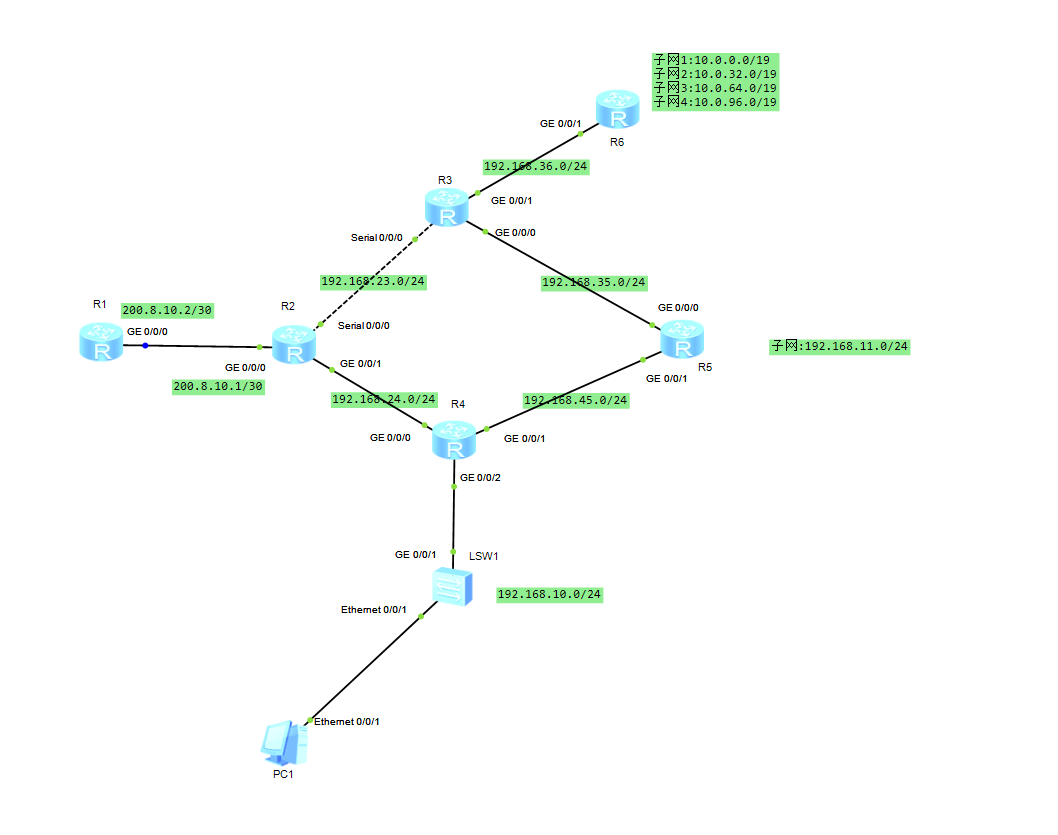 子网1:10.0.0.0/19
子网2:10.0.32.0/19
子网3:10.0.64.0/19
子网4:10.0.96.0/19
GE 0/0/1
R
R6
192.168.36.0/24
R3
R
GE 0/0/1
GE 0/0/0
Serial 0/0/0
192.168.23.0/24
192.168.35.0/24
R1
200.8.10.2/30
R2
GE 0/0/0
Serial 0/0/0
GE 0/0/0
R
R
R
子网:192.168.11.0/24
GE 0/0/0
GE 0/0/1
R5
GE 0/0/1
200.8.10.1/30
192.168.24.0/24
R4
192.168.45.0/24
GE 0/0/0
R
GE 0/0/1
GE 0/0/2
GE 0/0/1
LSW1
192.168.10.0/24
Ethernet 0/0/1
Ethernet 0/0/1
PC1